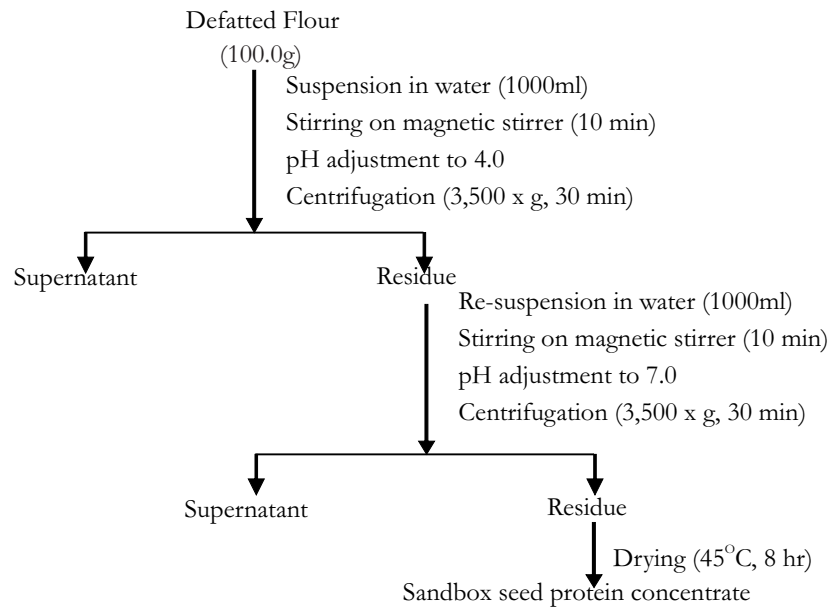 Defatted Flour
(100.0g)
Suspension in water (1000ml)
Stirring on magnetic stirrer (10 min)
pH adjustment to 4.0
Centrifugation (3,500 x g, 30 min)
Supernatant
Residue
Re-suspension in water (1000ml)
Stirring on magnetic stirrer (10 min)
pH adjustment to 7.0
Centrifugation (3,500 x g, 30 min)
Supernatant
Residue
Drying (45°C, 8 hr)
Sandbox seed protein concentrate